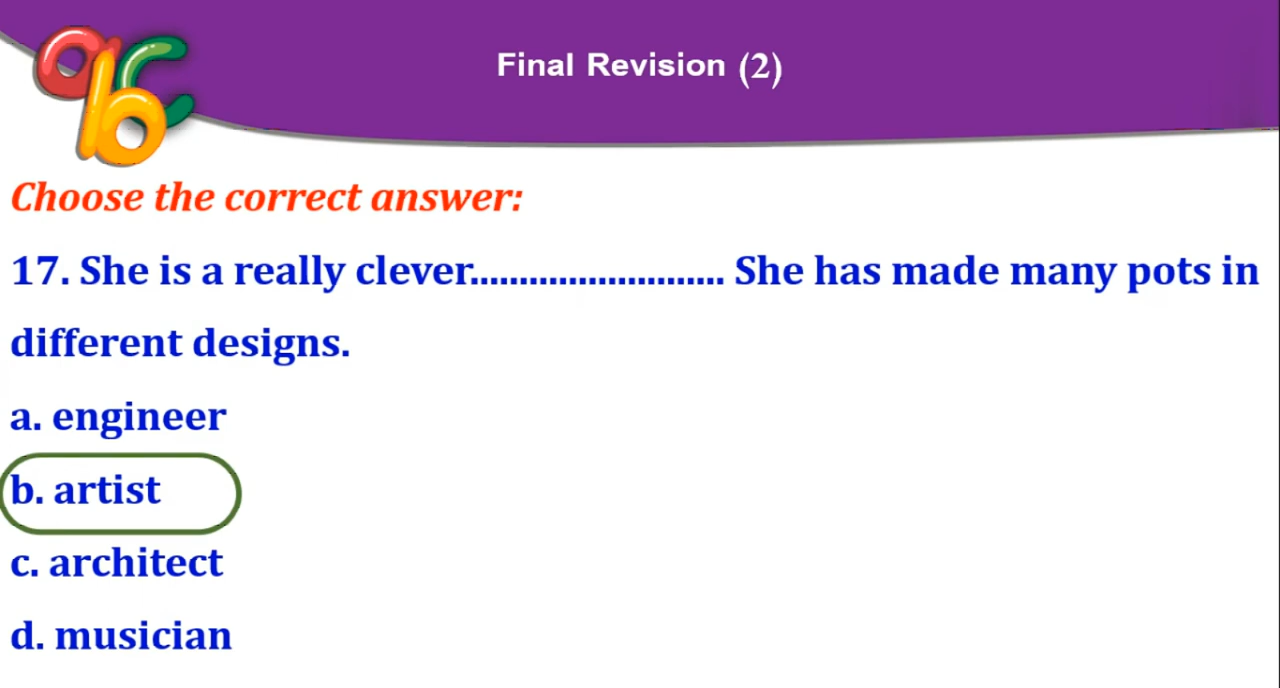 abc
Final Revision (2)
Choose the correct answer:
17. She is a really clever.......................... She has made many pots in
different designs.
a. engineer
b. artist
c. architect
d. musician